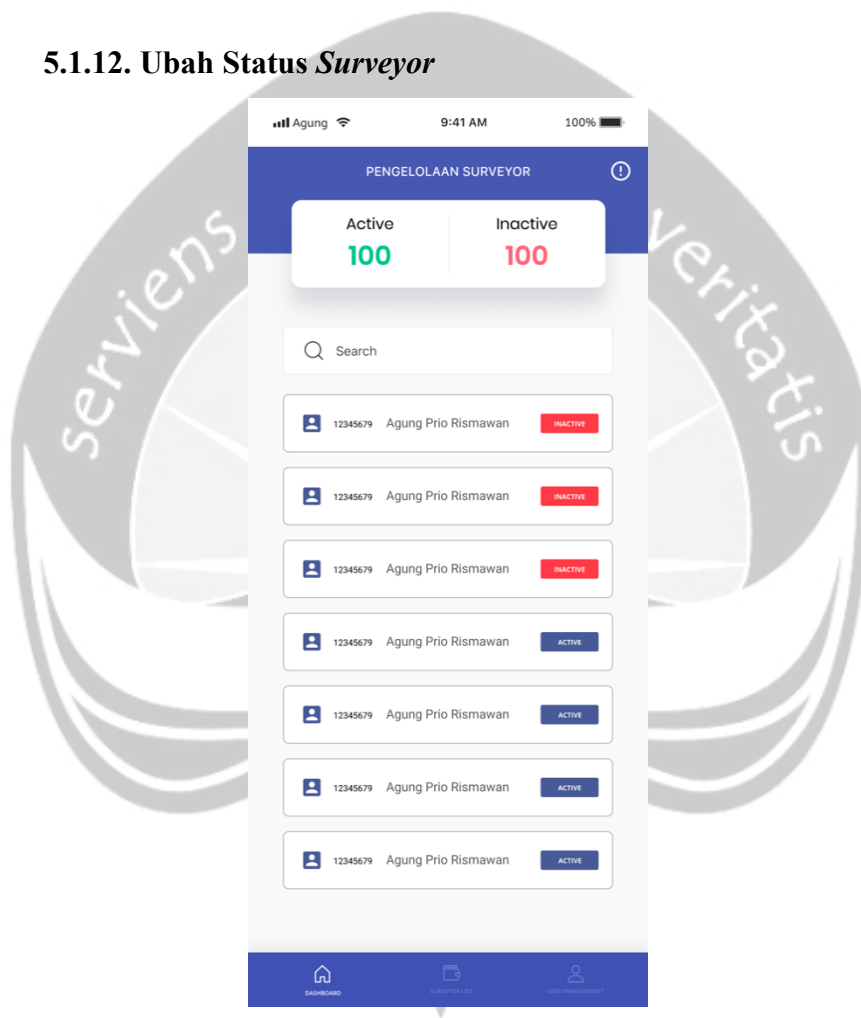 5.1.12. Ubah Status Surveyor
Agung 9:41 AM 100%
PENGELOLAAN SURVEYOR
Active Inactive
100 100
serviens veritatis
Search
12345679 Agung Prio Rismawan INACTIVE
12345679 Agung Prio Rismawan INACTIVE
12345679 Agung Prio Rismawan INACTIVE
12345679 Agung Prio Rismawan ACTIVE
12345679 Agung Prio Rismawan ACTIVE
12345679 Agung Prio Rismawan ACTIVE
12345679 Agung Prio Rismawan ACTIVE
DASHBOARD SURVEYOR LIST USER MANAGEMENT